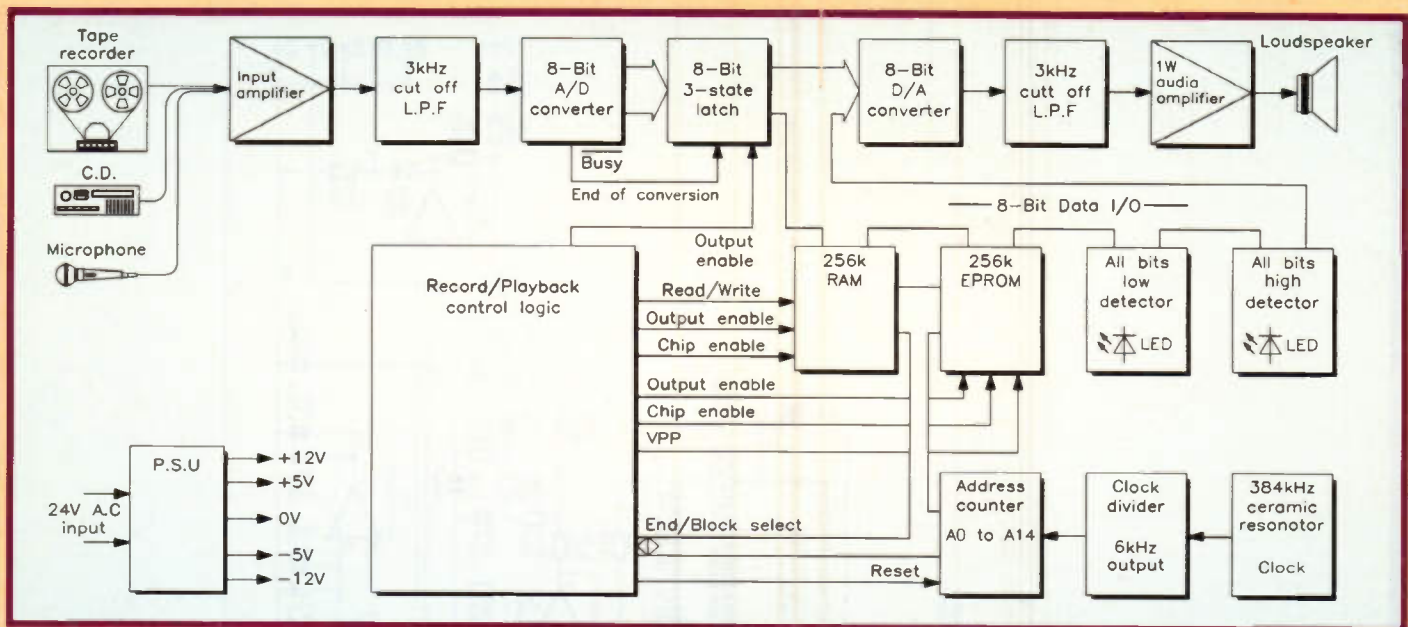 Tape
recorder
C.D.
Microphone
Input
amplifier
3kHz
cut off
L.P.F
8-Bit
A/D
converter
Busy
End of conversion
8-Bit
3-state
latch
8-Bit
D/A
converter
3kHz
cutt off
L.P.F
1W
audio
amplifier
Loudspeaker
8-Bit Data I/O
Record/Playback
control logic
Output
enable
Read/Write
Output enable
Chip enable
Output enable
Chip enable
VPP
End/Block select
Reset
256k
RAM
256k
EPROM
All bits
low
detector
LED
All bits
high
detector
LED
24V A.C
input
P.S.U
+12V
+5V
0V
-5V
-12V
Address
counter
A0 to A14
Clock
divider
6kHz
output
384kHz
ceramic
resonotor
Clock